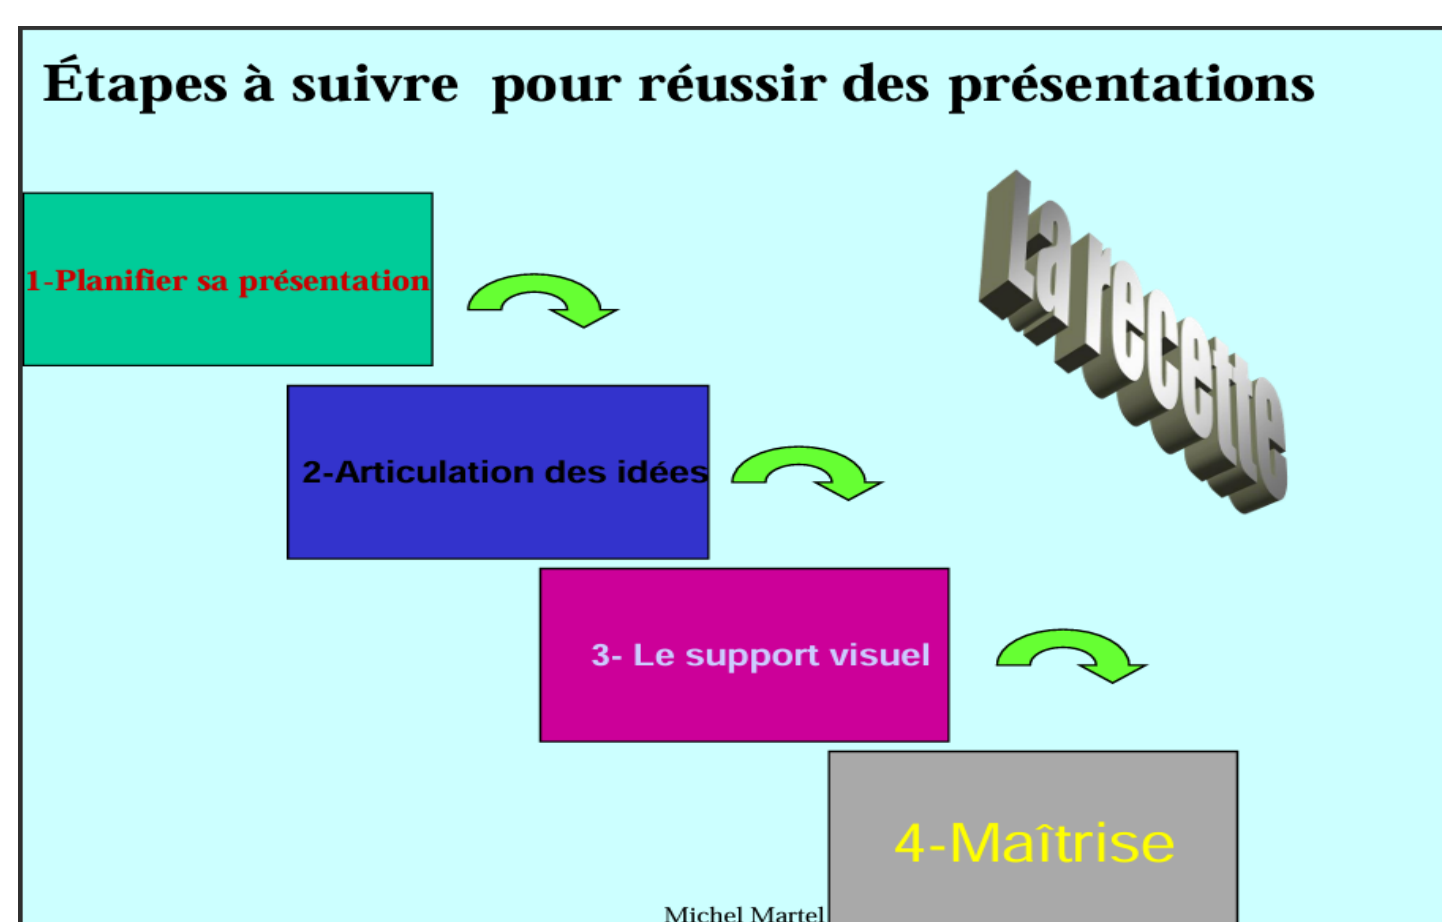 Étapes à suivre pour réussir des présentations
La recette
1-Planifier sa présentation
2-Articulation des idées
3- Le support visuel
4-Maîtrise
Michel Martel